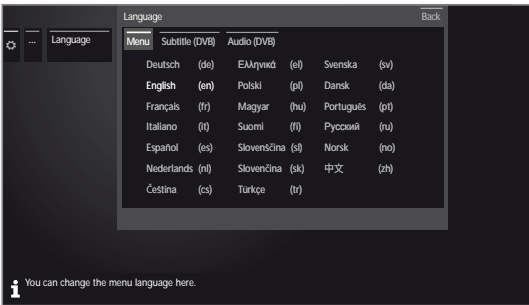 Language Back
... Language
Menu Subtitle (DVB) Audio (DVB)
Deutsch (de) Ελληνικά (el) Svenska (sv)
English (en) Polski (pl) Dansk (da)
Français (fr) Magyar (hu) Português (pt)
Italiano (it) Suomi (fi) Русский (ru)
Español (es) Slovenščina (sl) Norsk (no)
Nederlands (nl) Slovenčina (sk) 中文 (zh)
Čeština (cs) Türkçe (tr)
i You can change the menu language here.